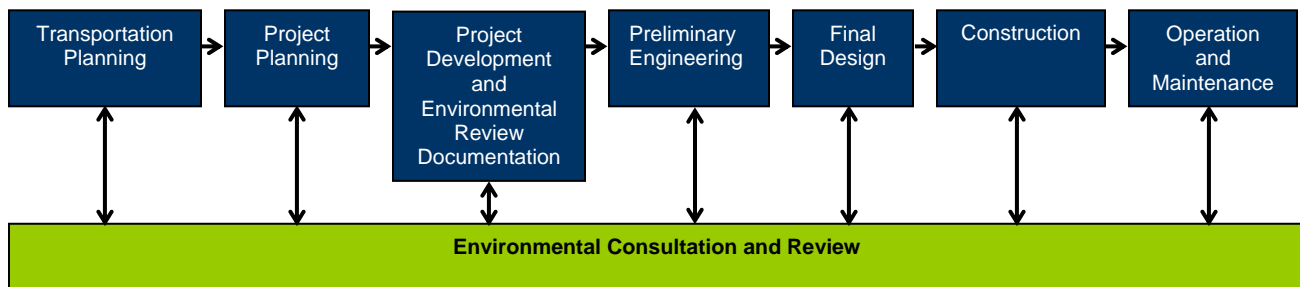 Transportation
Planning
Project
Planning
Project
Development
and
Environmental
Review
Documentation
Preliminary
Engineering
Final
Design
Construction
Operation
and
Maintenance
Environmental Consultation and Review